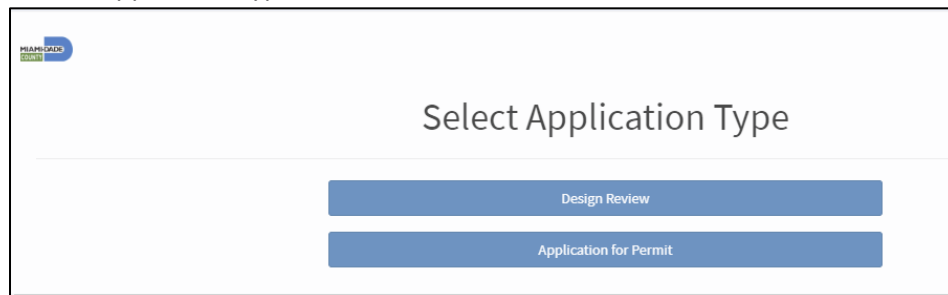 MIAMI-DADE
COUNTY
Select Application Type
Design Review
Application for Permit